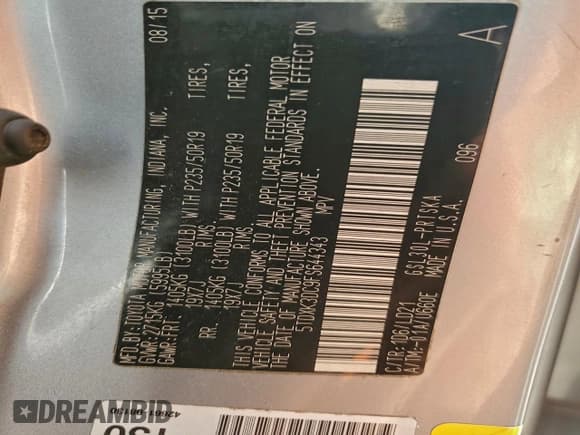 MFD.BY:TOYOTA MOTOR MANUFACTURING, INDIANA, INC. 08/15
GVWR:2715KG (5995LB)
GAWR:FRT. 1405KG (3100LB) WITH P235/50R19 TIRES,
19X7J RIMS
RR. 1405KG (3100LB) WITH P235/50R19 TIRES,
19X7J RIMS
THIS VEHICLE CONFORMS TO ALL APPLICABLE FEDERAL MOTOR
VEHICLE SAFETY AND THEFT PREVENTION STANDARDS IN EFFECT ON
THE DATE OF MANUFACTURE SHOWN ABOVE.
5TDXK3DC9FS644343 MPV
C/TR:1D6/LD21 GSL30L-PRTSKA
A/TM:-01A/U660E MADE IN U.S.A. 096
A
DREAMBID